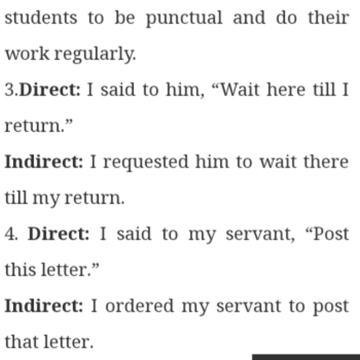 students to be punctual and do their
work regularly.
3.Direct: I said to him, “Wait here till I
return.”
Indirect: I requested him to wait there
till my return.
4. Direct: I said to my servant, “Post
this letter.”
Indirect: I ordered my servant to post
that letter.